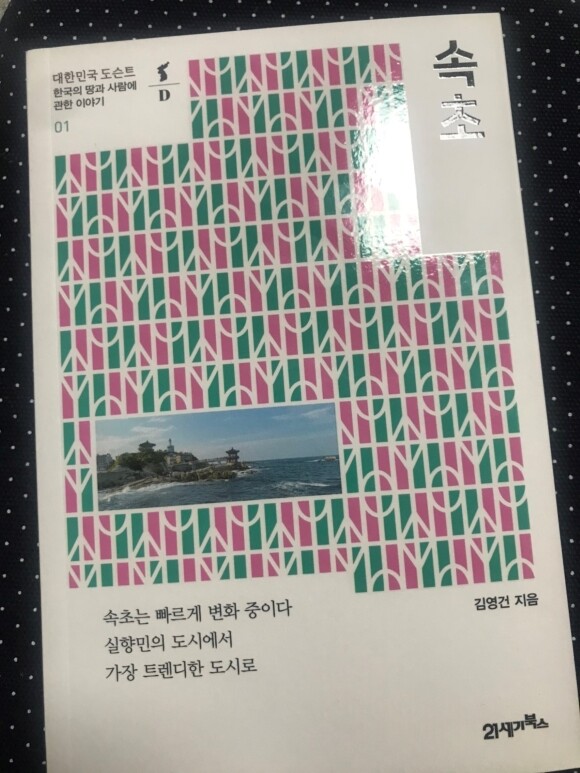 대한민국 도슨트
한국의 땅과 사람에
관한 이야기
01
D
속초
속초는 빠르게 변화 중이다
실향민의 도시에서
가장 트렌디한 도시로
김영건 지음
21세기북스